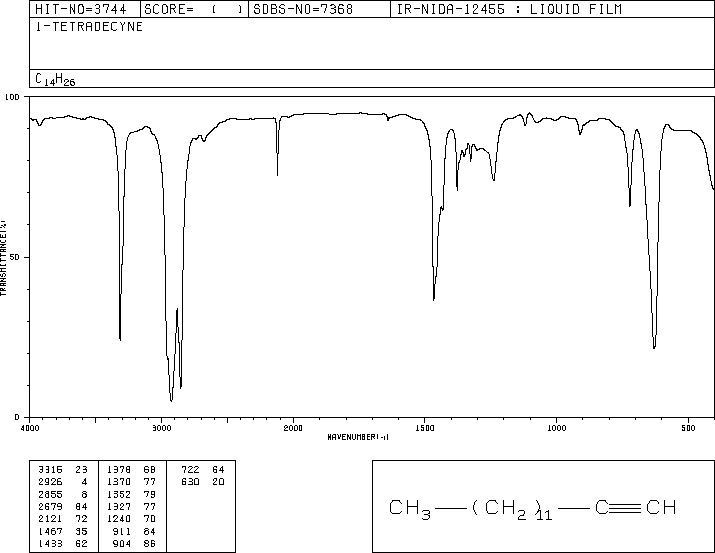 HIT-NO=3744 SCORE= ( ) SDBS-NO=7368 IR-NIDA-12455 : LIQUID FILM
1-TETRADECYNE
C14H26
100
50
0
TRANSMITTANCE(%)
4000 3000 2000 1500 1000 500
WAVENUMBER(-1)
3315 23 1378 68 722 64
2926 4 1370 77 630 20
2855 8 1352 79
2679 84 1327 77
2121 72 1240 70
1467 35 911 84
1433 62 904 86
CH3—(CH2)11—C≡CH